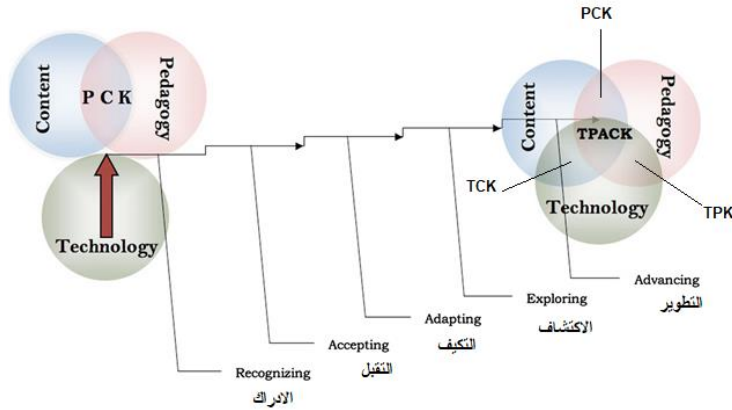 PCK
Content
P C K
Pedagogy
Technology
Content
Pedagogy
TPACK
TCK
Technology
TPK
Recognizing
الادراك
Accepting
التقبل
Adapting
التكيف
Exploring
الاكتشاف
Advancing
التطوير